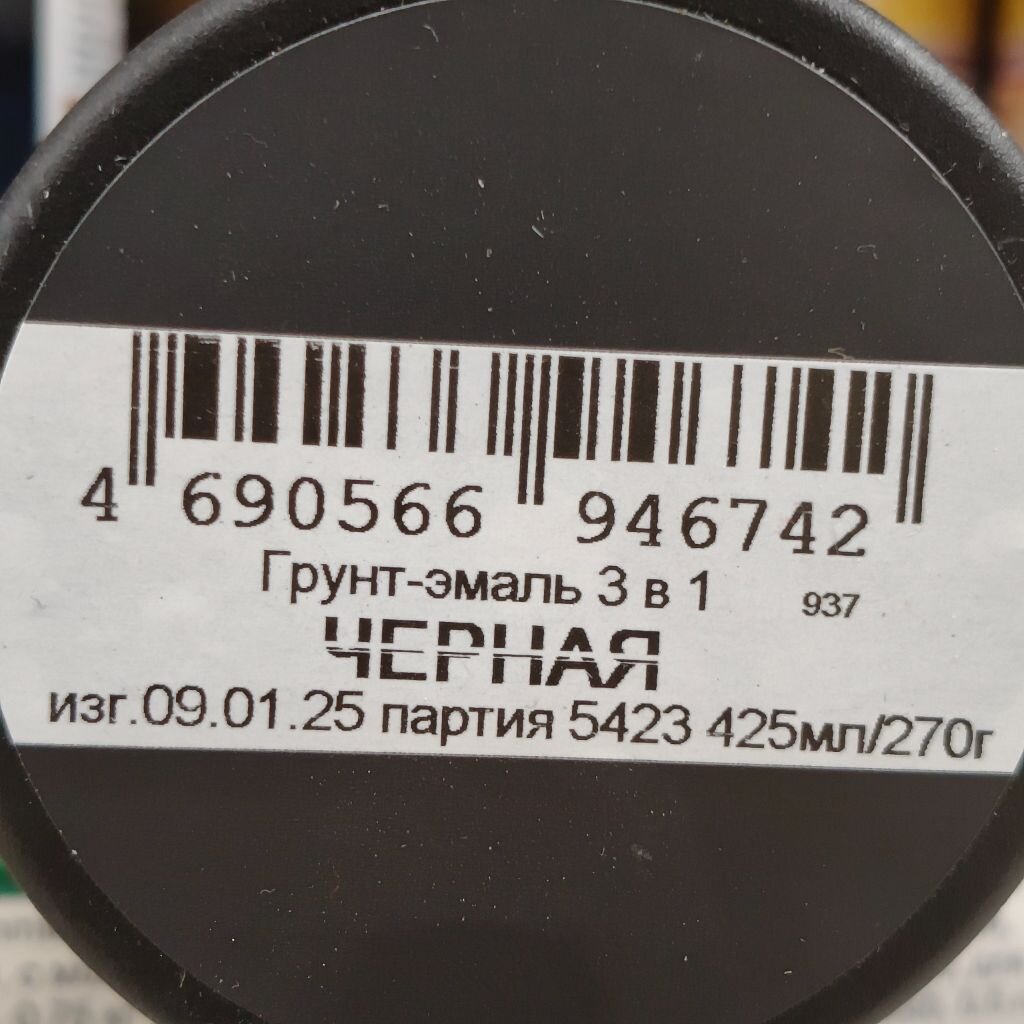 4 690566 946742
Грунт-эмаль 3 в 1 937
ЧЕРНАЯ
изг.09.01.25 партия 5423 425мл/270г